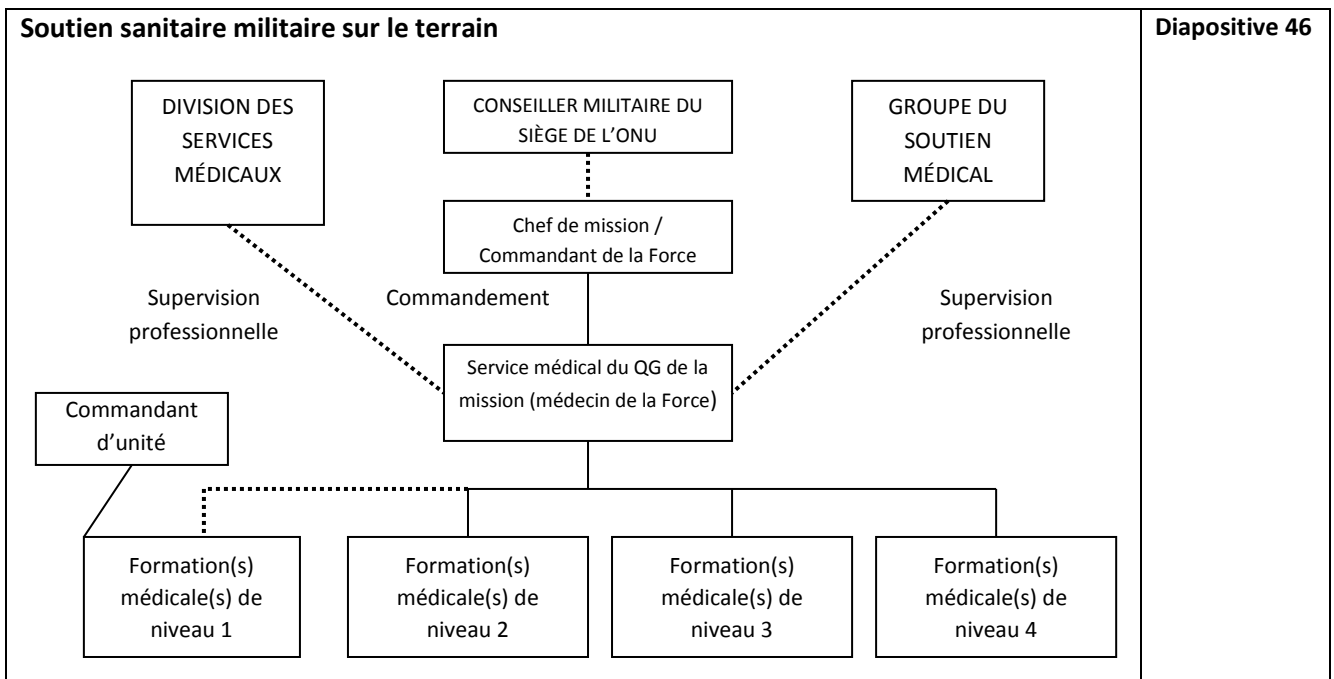 Soutien sanitaire militaire sur le terrain
Diapositive 46
DIVISION DES
SERVICES
MÉDICAUX
CONSEILLER MILITAIRE DU
SIÈGE DE L’ONU
GROUPE DU
SOUTIEN
MÉDICAL
Chef de mission /
Commandant de la Force
Supervision
professionnelle
Commandement
Supervision
professionnelle
Service médical du QG de la
mission (médecin de la Force)
Commandant
d’unité
Formation(s)
médicale(s) de
niveau 1
Formation(s)
médicale(s) de
niveau 2
Formation(s)
médicale(s) de
niveau 3
Formation(s)
médicale(s) de
niveau 4